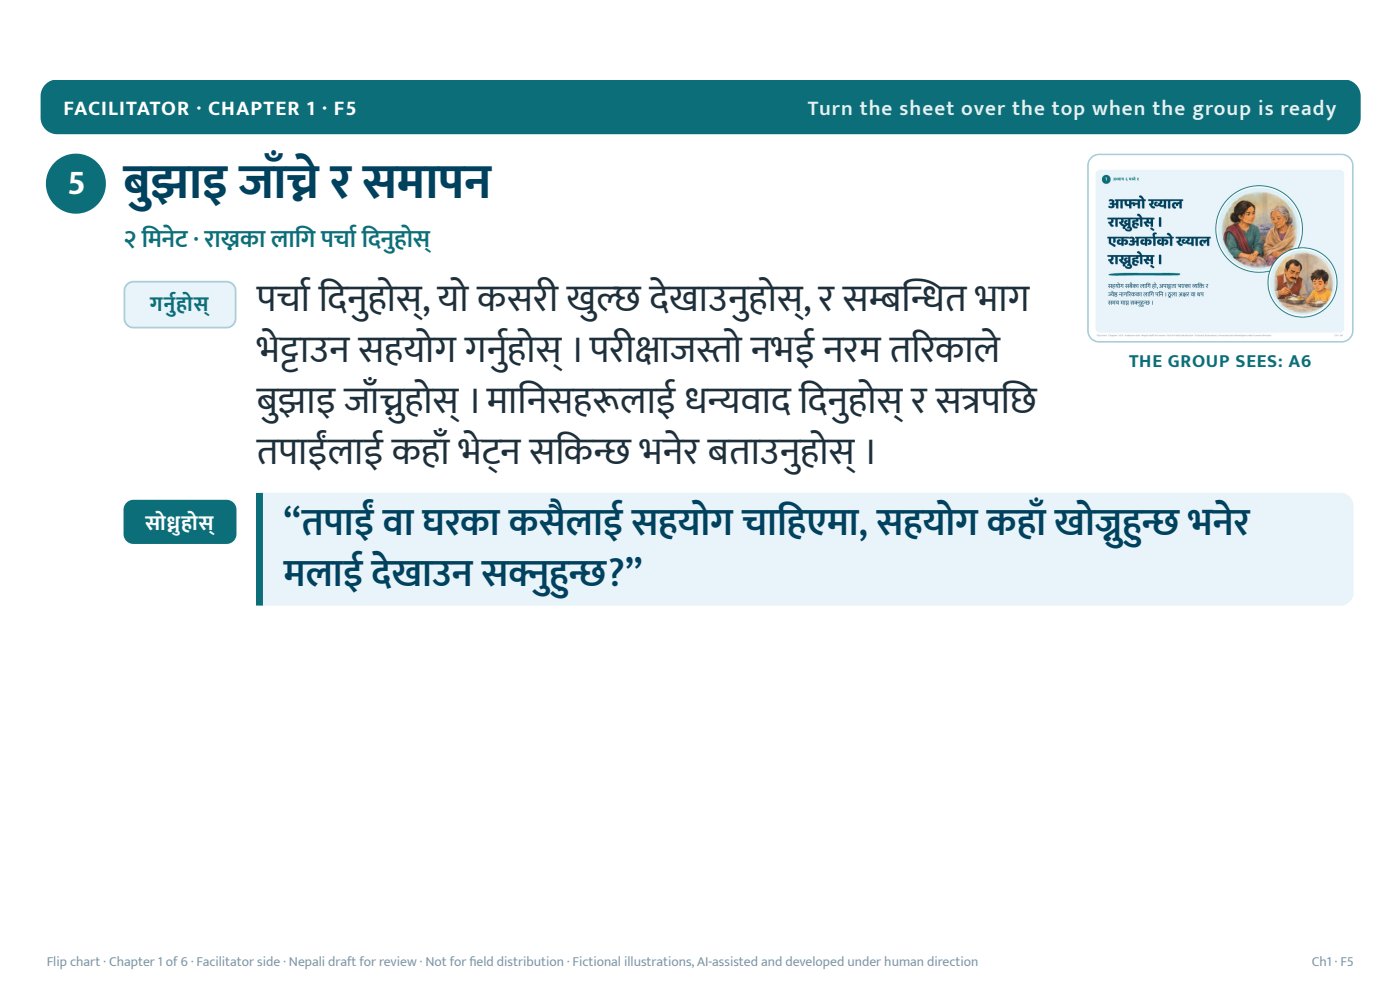 FACILITATOR · CHAPTER 1 · F5
Turn the sheet over the top when the group is ready
5
बुझाइ जाँच्ने र समापन
२ मिनेट · राख्नका लागि पर्चा दिनुहोस्
गर्नुहोस्
पर्चा दिनुहोस्, यो कसरी खुल्छ देखाउनुहोस्, र सम्बन्धित भाग
भेट्टाउन सहयोग गर्नुहोस् । परीक्षाजस्तो नभई नरम तरिकाले
बुझाइ जाँच्नुहोस् । मानिसहरूलाई धन्यवाद दिनुहोस् र सत्रपछि
तपाईंलाई कहाँ भेट्न सकिन्छ भनेर बताउनुहोस् ।
आफ्नो ख्याल
राख्नुहोस् ।
एकअर्काको ख्याल
राख्नुहोस् ।
THE GROUP SEES: A6
सोध्नुहोस्
“तपाईं वा घरका कसैलाई सहयोग चाहिएमा, सहयोग कहाँ खोज्नुहुन्छ भनेर
मलाई देखाउन सक्नुहुन्छ?”
Flip chart · Chapter 1 of 6 · Facilitator side · Nepali draft for review · Not for field distribution · Fictional illustrations, AI-assisted and developed under human direction
Ch1 · F5